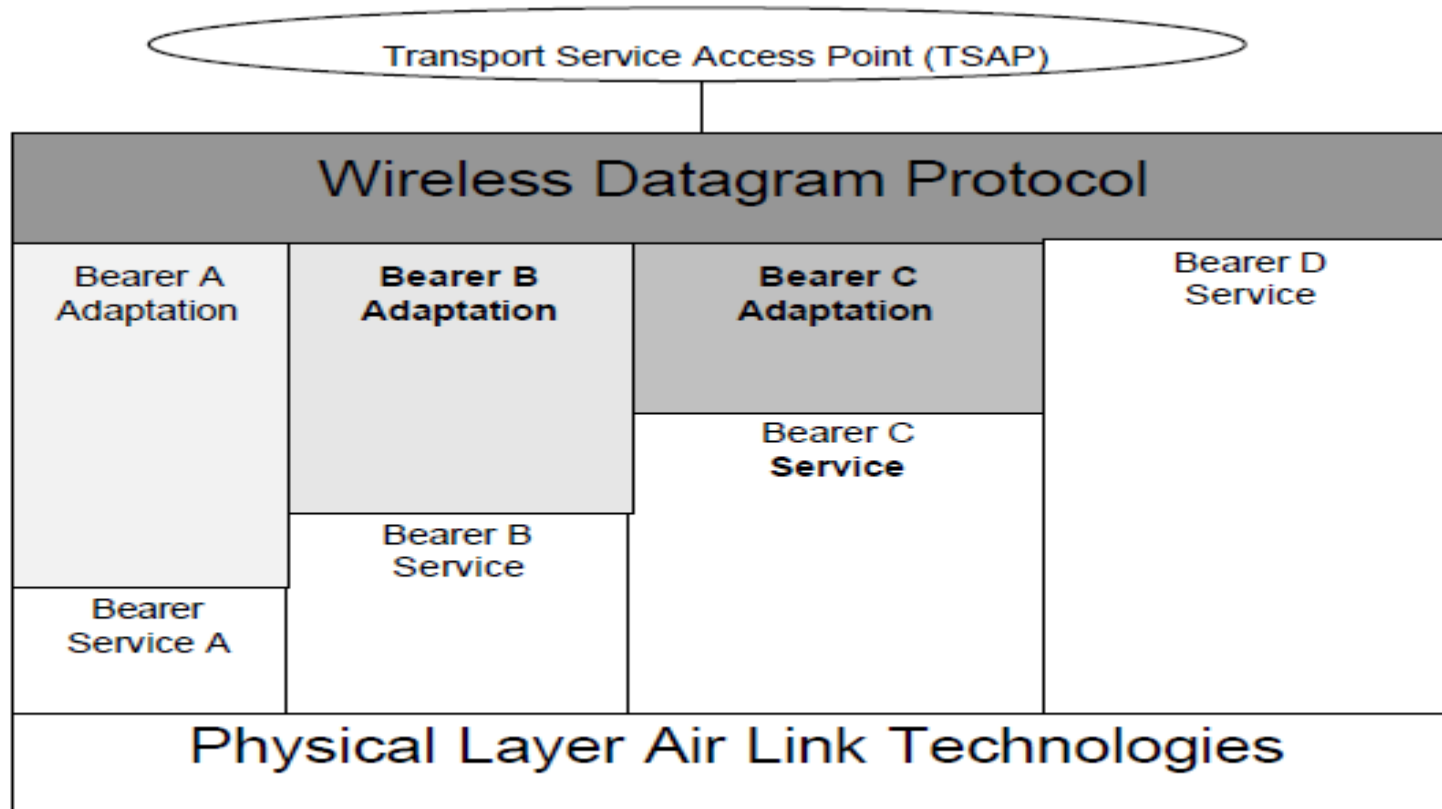 Transport Service Access Point (TSAP)
Wireless Datagram Protocol
Bearer A
Adaptation
Bearer B
Adaptation
Bearer C
Adaptation
Bearer D
Service
Bearer C
Service
Bearer B
Service
Bearer
Service A
Physical Layer Air Link Technologies